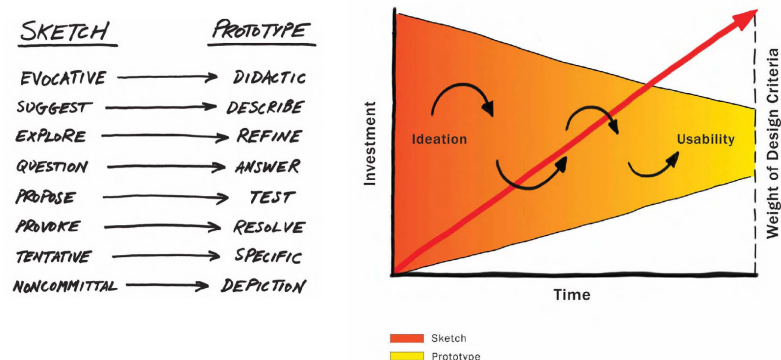 SKETCH PROTOTYPE
EVOCATIVE DIDACTIC
SUGGEST DESCRIBE
EXPLORE REFINE
QUESTION ANSWER
PROPOSE TEST
PROVOKE RESOLVE
TENTATIVE SPECIFIC
NONCOMMITTAL DEPICTION
Investment
Ideation
Usability
Weight of Design Criteria
Time
Sketch
Prototype